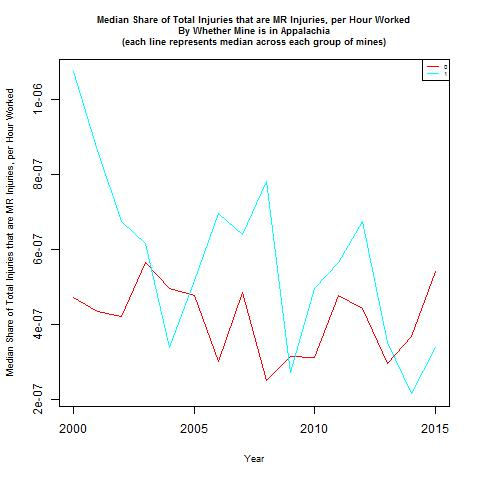 Median Share of Total Injuries that are MR Injuries, per Hour Worked
By Whether Mine is in Appalachia
(each line represents median across each group of mines)
0
1
Median Share of Total Injuries that are MR Injuries, per Hour Worked
1e-06
8e-07
6e-07
4e-07
2e-07
2000
2005
2010
2015
Year